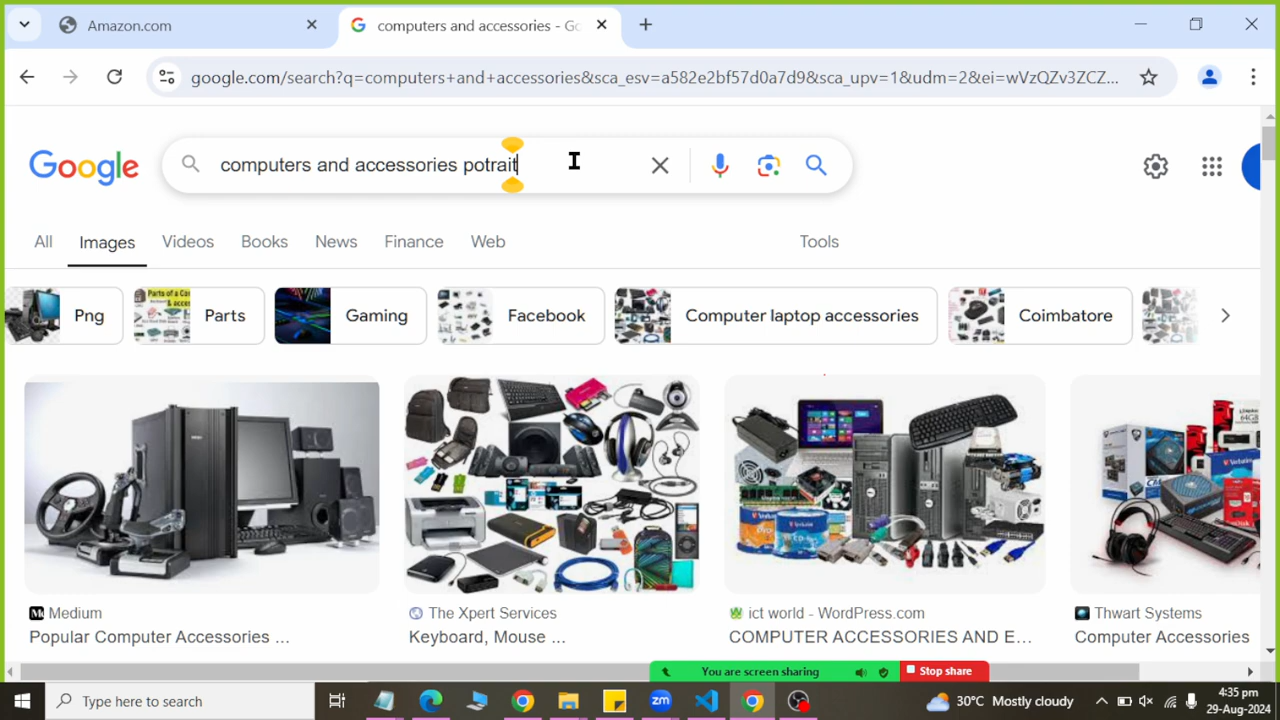 Amazon.com
computers and accessories - Go
google.com/search?q=computers+and+accessories&sca_esv=a582e2bf57d0a7d9&sca_upv=1&udm=2&ei=wVzQZv3ZCZ...
Google
computers and accessories potrait
All Images Videos Books News Finance Web Tools
Png Parts Gaming Facebook Computer laptop accessories Coimbatore
Medium
Popular Computer Accessories ...
The Xpert Services
Keyboard, Mouse ...
ict world - WordPress.com
COMPUTER ACCESSORIES AND E...
Thwart Systems
Computer Accessories
You are screen sharing Stop share
Type here to search
zm
30°C Mostly cloudy
4:35 pm
29-Aug-2024